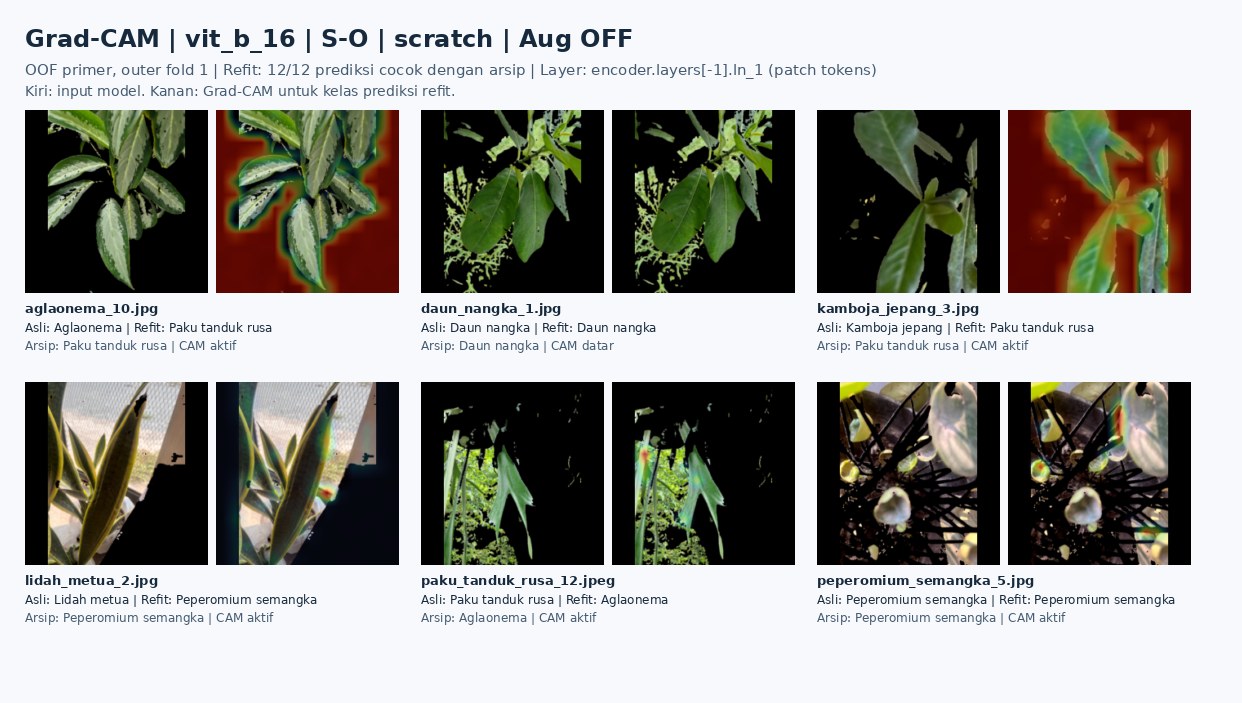 Grad-CAM | vit_b_16 | S-O | scratch | Aug OFF
OOF primer, outer fold 1 | Refit: 12/12 prediksi cocok dengan arsip | Layer: encoder.layers[-1].ln_1 (patch tokens)
Kiri: input model. Kanan: Grad-CAM untuk kelas prediksi refit.
aglaonema_10.jpg
Asli: Aglaonema | Refit: Paku tanduk rusa
Arsip: Paku tanduk rusa | CAM aktif
daun_nangka_1.jpg
Asli: Daun nangka | Refit: Daun nangka
Arsip: Daun nangka | CAM datar
kamboja_jepang_3.jpg
Asli: Kamboja jepang | Refit: Paku tanduk rusa
Arsip: Paku tanduk rusa | CAM aktif
lidah_metua_2.jpg
Asli: Lidah metua | Refit: Peperomium semangka
Arsip: Peperomium semangka | CAM aktif
paku_tanduk_rusa_12.jpeg
Asli: Paku tanduk rusa | Refit: Aglaonema
Arsip: Aglaonema | CAM aktif
peperomium_semangka_5.jpg
Asli: Peperomium semangka | Refit: Peperomium semangka
Arsip: Peperomium semangka | CAM aktif